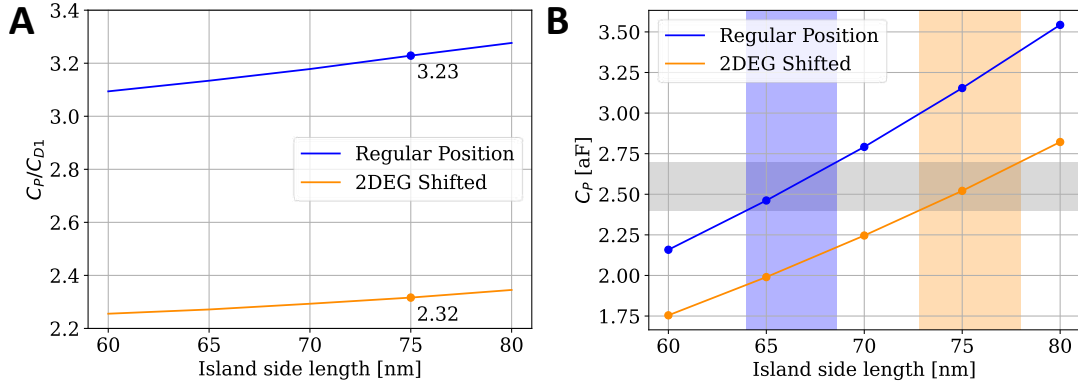 A
3.4
3.2
3.0
2.8
2.6
2.4
2.2
C_P/C_{D1}
3.23
Regular Position
2DEG Shifted
2.32
60 65 70 75 80
Island side length [nm]
B
3.50
3.25
3.00
2.75
2.50
2.25
2.00
1.75
C_P [aF]
Regular Position
2DEG Shifted
60 65 70 75 80
Island side length [nm]